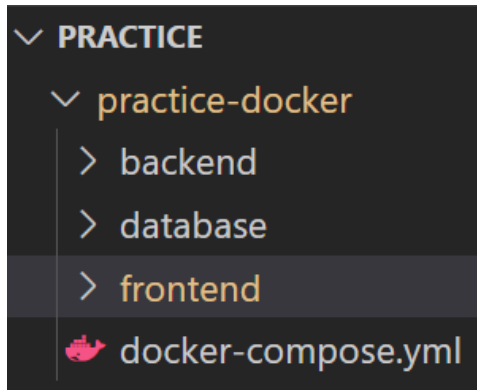 PRACTICE
practice-docker
backend
database
frontend
docker-compose.yml